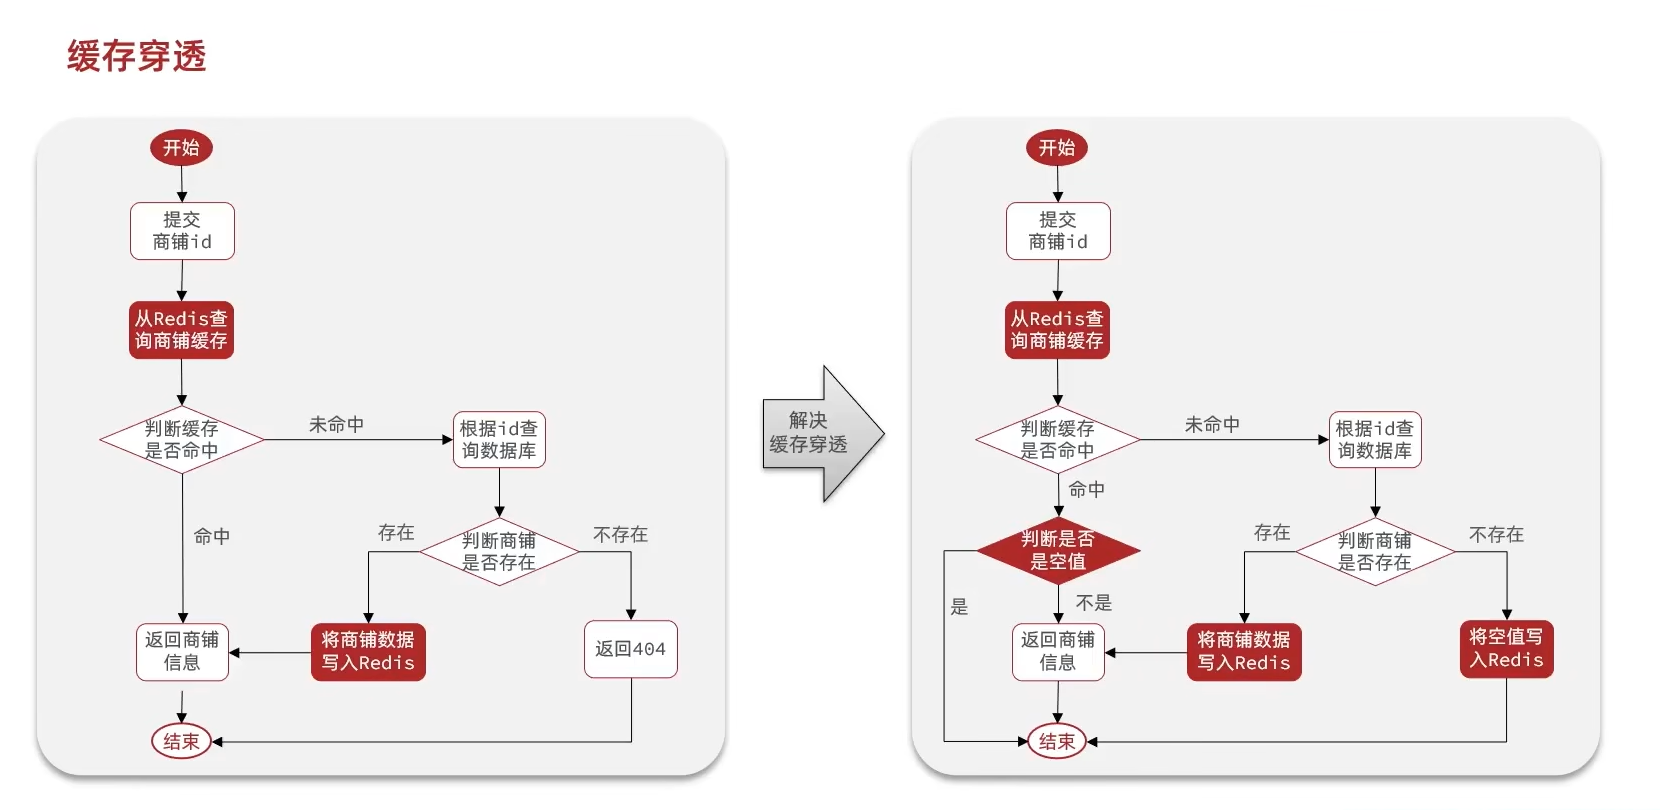 缓存穿透
开始
提交
商铺id
从Redis查
询商铺缓存
判断缓存
是否命中
未命中
根据id查
询数据库
命中
存在
判断商铺
是否存在
不存在
返回商铺
信息
将商铺数据
写入Redis
返回404
结束
解决
缓存穿透
开始
提交
商铺id
从Redis查
询商铺缓存
判断缓存
是否命中
未命中
根据id查
询数据库
命中
判断是否
是空值
存在
判断商铺
是否存在
不存在
是
不是
返回商铺
信息
将商铺数据
写入Redis
将空值写
入Redis
结束